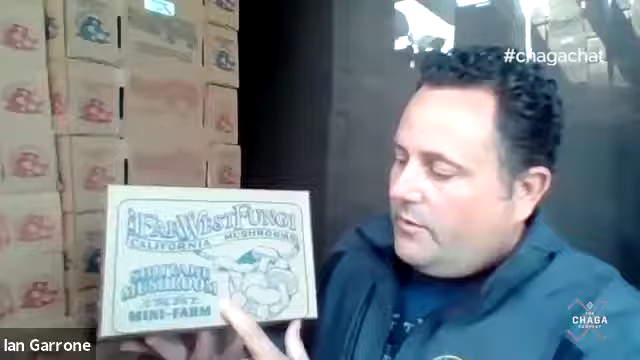 #chagachat
FAR WEST FUNGI
CALIFORNIA MUSHROOMS
SHIITAKE
MUSHROOM
MINI-FARM
Ian Garrone
THE
CHAGA
COMPANY